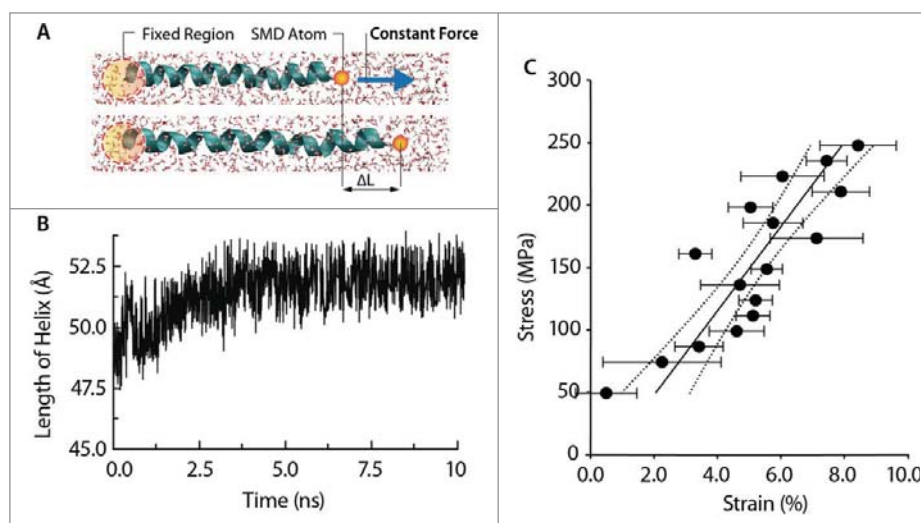 A
Fixed Region SMD Atom Constant Force
ΔL
B
Length of Helix (Å)
52.5
50.0
47.5
45.0
0.0 2.5 5.0 7.5 10
Time (ns)
C
Stress (MPa)
300
250
200
150
100
50
0
0.0 2.0 4.0 6.0 8.0 10.0
Strain (%)